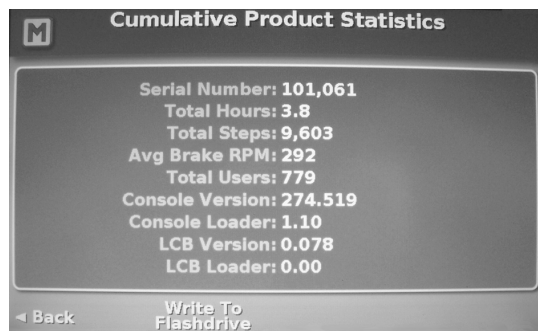 M
Cumulative Product Statistics
Serial Number: 101,061
Total Hours: 3.8
Total Steps: 9,603
Avg Brake RPM: 292
Total Users: 779
Console Version: 274.519
Console Loader: 1.10
LCB Version: 0.078
LCB Loader: 0.00
◄ Back
Write To
Flashdrive